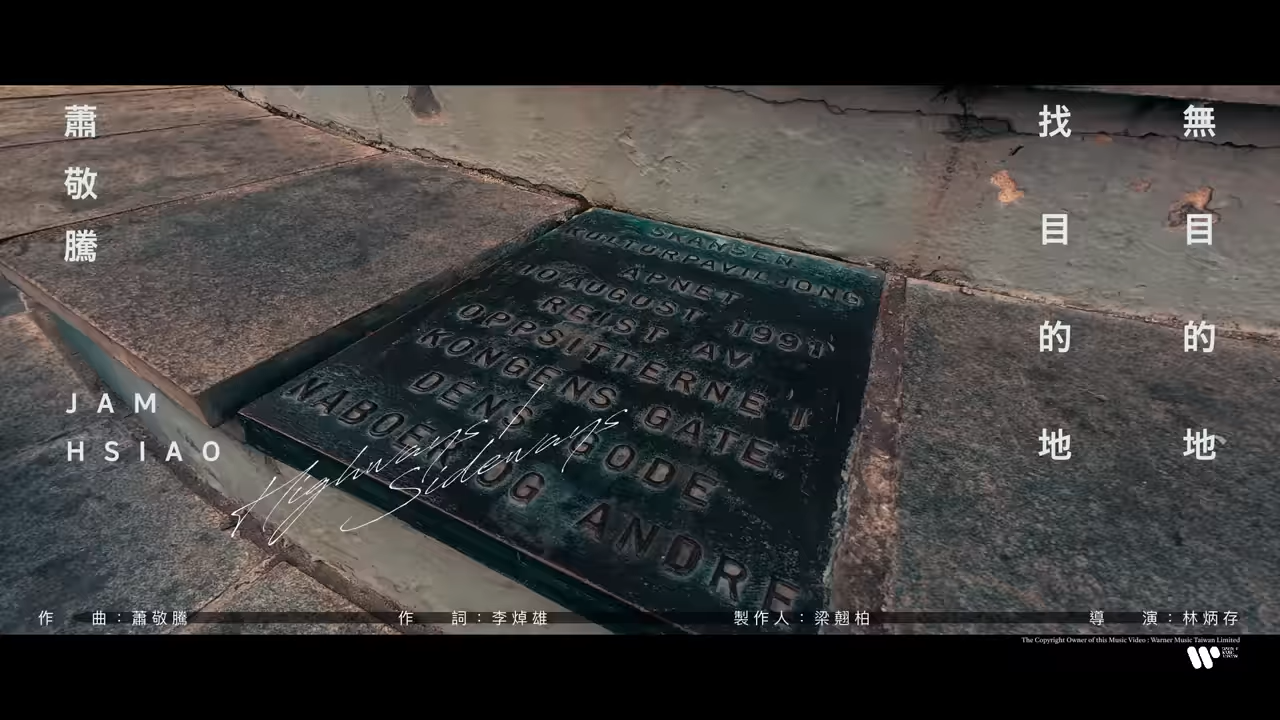 蕭敬騰
JAM
HSIAO
無目的地
找目的地
SKANSEN
KULTURPAVILJONG
ÅPNET
10 AUGUST 1991
REIST AV
OPPSITTERNE I
KONGENS GATE
DENS GODE
NABOER OG ANDRE
Highways / Sideways
作曲：蕭敬騰
作詞：李焯雄
製作人：梁翹柏
導演：林炳存
The Copyright Owner of this Music Video : Warner Music Taiwan Limited